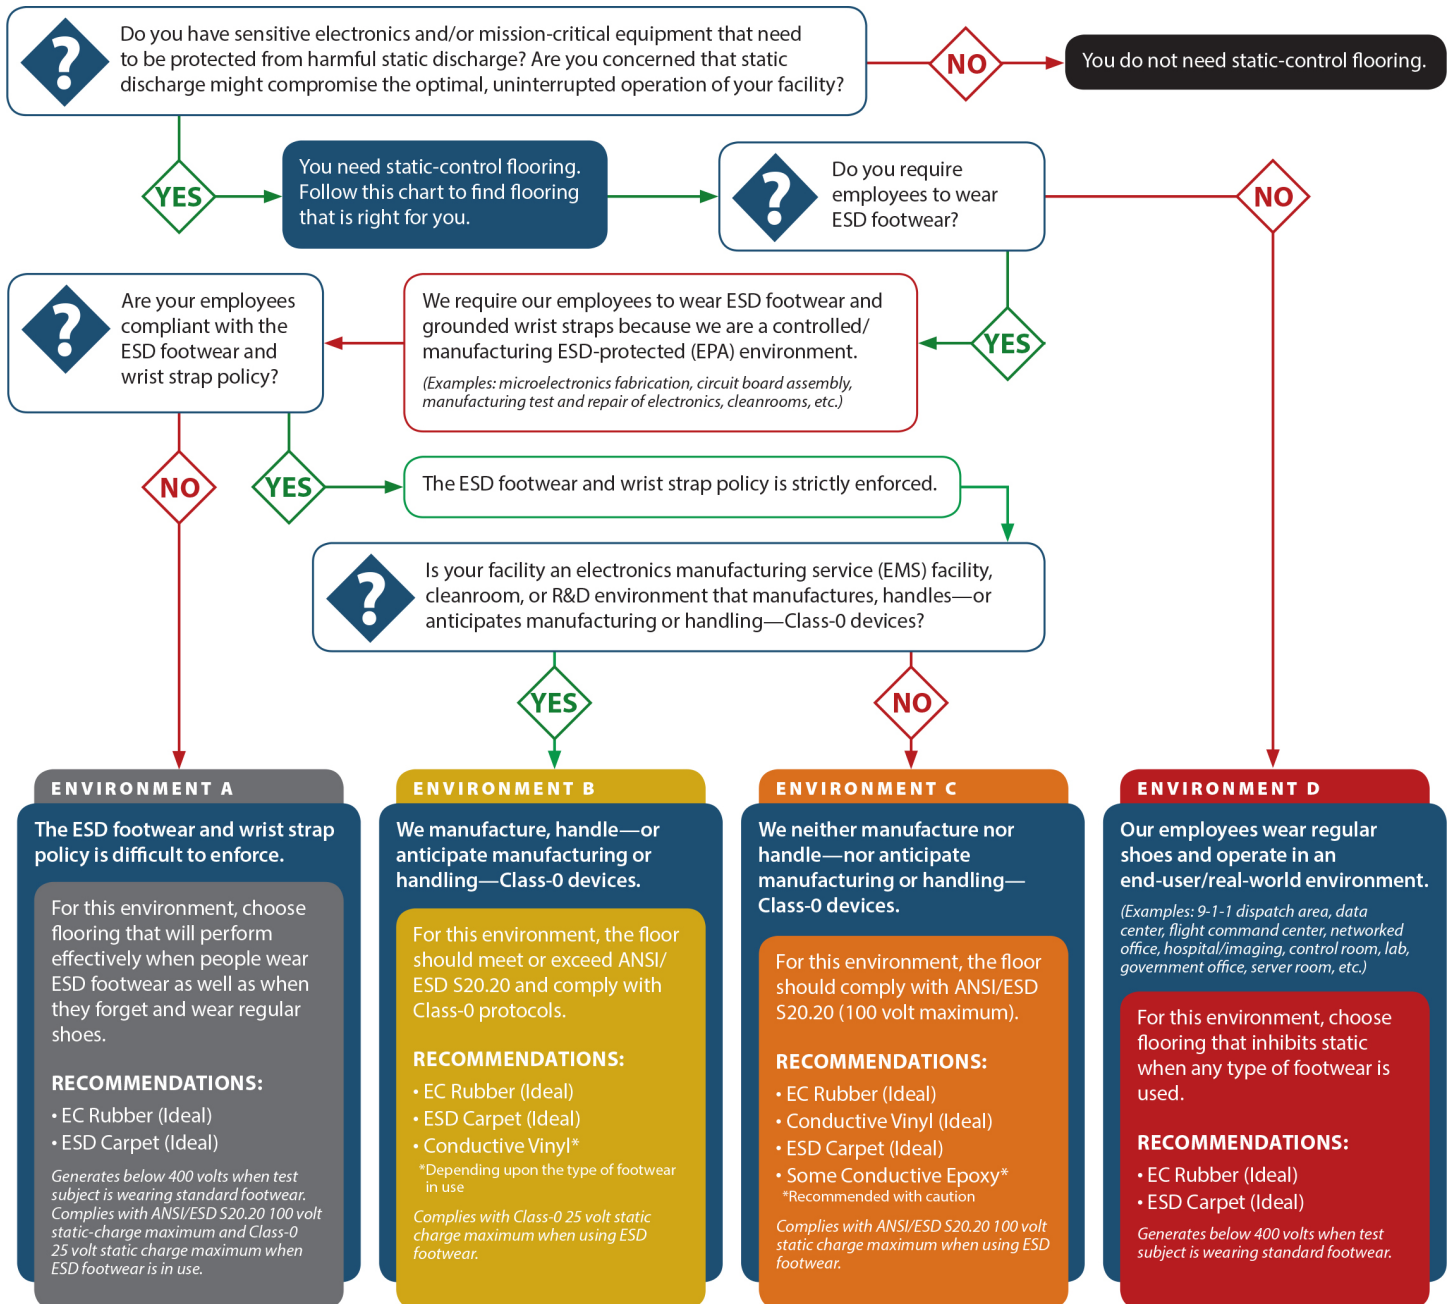 ?
Do you have sensitive electronics and/or mission-critical equipment that need
to be protected from harmful static discharge? Are you concerned that static
discharge might compromise the optimal, uninterrupted operation of your facility?
NO
You do not need static-control flooring.
YES
You need static-control flooring.
Follow this chart to find flooring
that is right for you.
?
Do you require
employees to wear
ESD footwear?
NO
YES
We require our employees to wear ESD footwear and
grounded wrist straps because we are a controlled/
manufacturing ESD-protected (EPA) environment.
(Examples: microelectronics fabrication, circuit board assembly,
manufacturing test and repair of electronics, cleanrooms, etc.)
?
Are your employees
compliant with the
ESD footwear and
wrist strap policy?
NO
YES
The ESD footwear and wrist strap policy is strictly enforced.
?
Is your facility an electronics manufacturing service (EMS) facility,
cleanroom, or R&D environment that manufactures, handles—or
anticipates manufacturing or handling—Class-0 devices?
YES
NO
ENVIRONMENT A
The ESD footwear and wrist strap
policy is difficult to enforce.
For this environment, choose
flooring that will perform
effectively when people wear
ESD footwear as well as when
they forget and wear regular
shoes.
RECOMMENDATIONS:
• EC Rubber (Ideal)
• ESD Carpet (Ideal)
Generates below 400 volts when test
subject is wearing standard footwear.
Complies with ANSI/ESD S20.20 100 volt
static-charge maximum and Class-0
25 volt static charge maximum when
ESD footwear is in use.
ENVIRONMENT B
We manufacture, handle—or
anticipate manufacturing or
handling—Class-0 devices.
For this environment, the floor
should meet or exceed ANSI/
ESD S20.20 and comply with
Class-0 protocols.
RECOMMENDATIONS:
• EC Rubber (Ideal)
• ESD Carpet (Ideal)
• Conductive Vinyl*
*Depending upon the type of footwear
in use
Complies with Class-0 25 volt static
charge maximum when using ESD
footwear.
ENVIRONMENT C
We neither manufacture nor
handle—nor anticipate
manufacturing or handling—
Class-0 devices.
For this environment, the floor
should comply with ANSI/ESD
S20.20 (100 volt maximum).
RECOMMENDATIONS:
• EC Rubber (Ideal)
• Conductive Vinyl (Ideal)
• ESD Carpet (Ideal)
• Some Conductive Epoxy*
*Recommended with caution
Complies with ANSI/ESD S20.20 100 volt
static charge maximum when using ESD
footwear.
ENVIRONMENT D
Our employees wear regular
shoes and operate in an
end-user/real-world environment.
(Examples: 9-1-1 dispatch area, data
center, flight command center, networked
office, hospital/imaging, control room, lab,
government office, server room, etc.)
For this environment, choose
flooring that inhibits static
when any type of footwear is
used.
RECOMMENDATIONS:
• EC Rubber (Ideal)
• ESD Carpet (Ideal)
Generates below 400 volts when test
subject is wearing standard footwear.